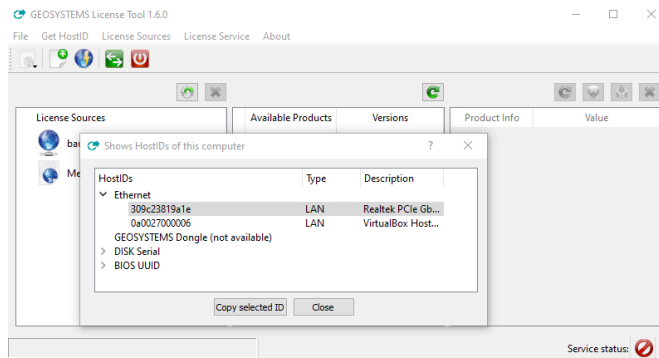 GEOSYSTEMS License Tool 1.6.0
File Get HostID License Sources License Service About
License Sources
Available Products Versions
Product Info Value
Shows HostIDs of this computer ?
HostIDs Type Description
Ethernet
309c23819a1e LAN Realtek PCIe Gb...
0a0027000006 LAN VirtualBox Host...
GEOSYSTEMS Dongle (not available)
DISK Serial
BIOS UUID
Copy selected ID Close
Service status: